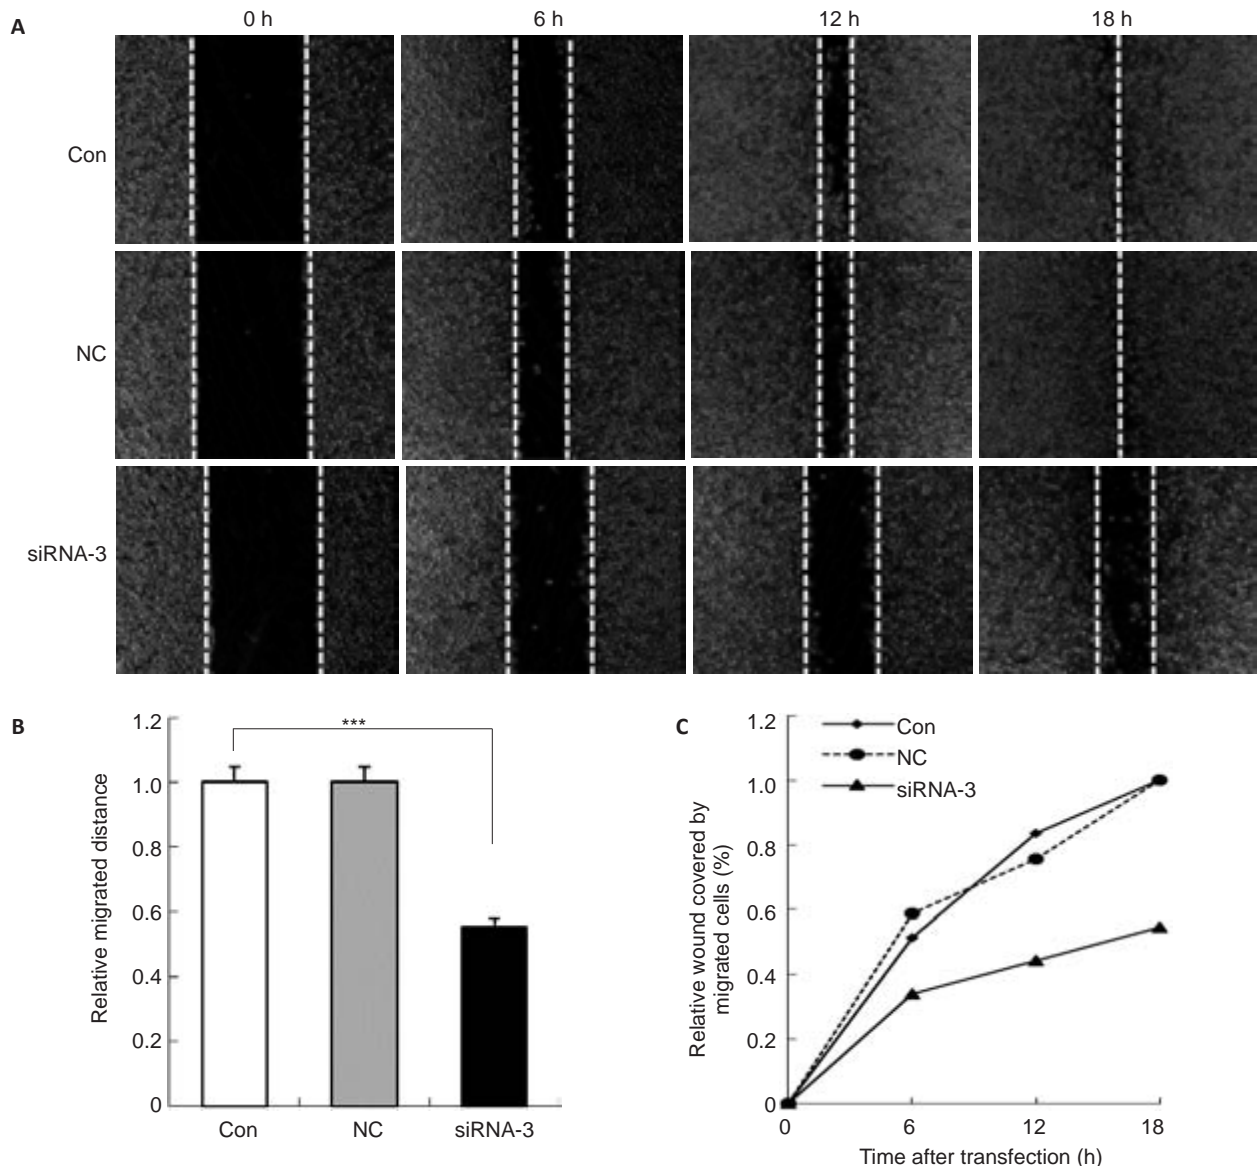 A
0 h
6 h
12 h
18 h
Con
NC
siRNA-3
B
Relative migrated distance
1.2
1.0
0.8
0.6
0.4
0.2
0
***
Con
NC
siRNA-3
C
Relative wound covered by
migrated cells (%)
1.2
1.0
0.8
0.6
0.4
0.2
0
Con
NC
siRNA-3
0
6
12
18
Time after transfection (h)